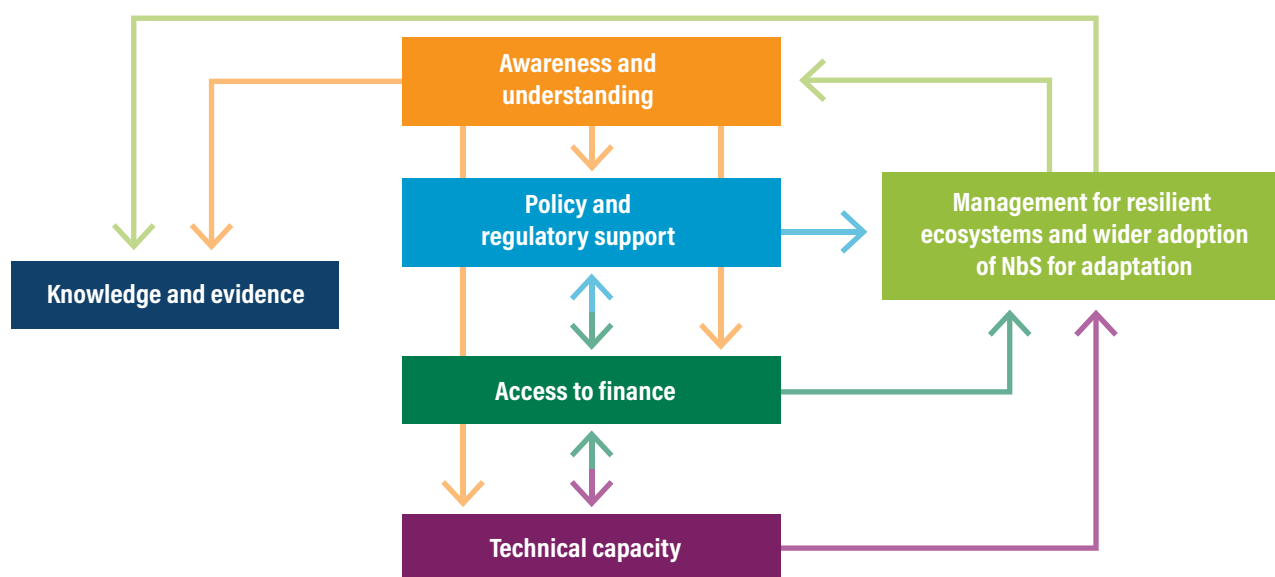 Awareness and
understanding
Policy and
regulatory support
Management for resilient
ecosystems and wider adoption
of NbS for adaptation
Knowledge and evidence
Access to finance
Technical capacity